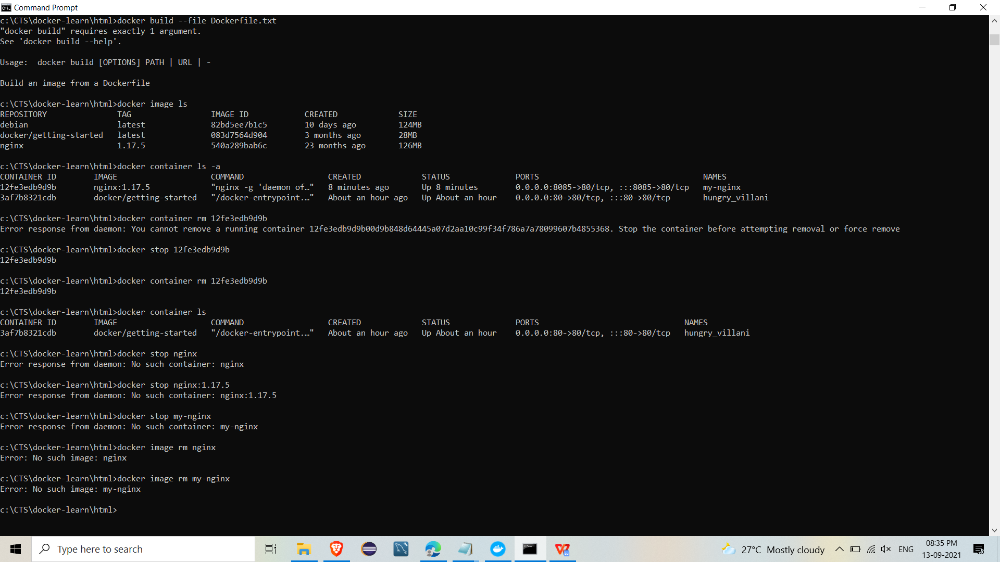 Command Prompt
c:\CTS\docker-learn\html>docker build --file Dockerfile.txt
"docker build" requires exactly 1 argument.
See 'docker build --help'.
Usage:  docker build [OPTIONS] PATH | URL | -
Build an image from a Dockerfile
c:\CTS\docker-learn\html>docker image ls
REPOSITORY               TAG                 IMAGE ID            CREATED             SIZE
debian                   latest              82bd5ee7b1c5        10 days ago         124MB
docker/getting-started   latest              083d7564d904        3 months ago        28MB
nginx                    1.17.5              540a289bab6c        23 months ago       126MB
c:\CTS\docker-learn\html>docker container ls -a
CONTAINER ID        IMAGE                    COMMAND                  CREATED             STATUS              PORTS                                   NAMES
12fe3edb9d9b        nginx:1.17.5             "nginx -g 'daemon of…"   8 minutes ago       Up 8 minutes        0.0.0.0:8085->80/tcp, :::8085->80/tcp   my-nginx
3af7b8321cdb        docker/getting-started   "/docker-entrypoint.…"   About an hour ago   Up About an hour    0.0.0.0:80->80/tcp, :::80->80/tcp       hungry_villani
c:\CTS\docker-learn\html>docker container rm 12fe3edb9d9b
Error response from daemon: You cannot remove a running container 12fe3edb9d9b00d9b848d64445a07d2aa10c99f34f786a7a78099607b4855368. Stop the container before attempting removal or force remove
c:\CTS\docker-learn\html>docker stop 12fe3edb9d9b
12fe3edb9d9b
c:\CTS\docker-learn\html>docker container rm 12fe3edb9d9b
12fe3edb9d9b
c:\CTS\docker-learn\html>docker container ls
CONTAINER ID        IMAGE                    COMMAND                  CREATED             STATUS              PORTS                               NAMES
3af7b8321cdb        docker/getting-started   "/docker-entrypoint.…"   About an hour ago   Up About an hour    0.0.0.0:80->80/tcp, :::80->80/tcp   hungry_villani
c:\CTS\docker-learn\html>docker stop nginx
Error response from daemon: No such container: nginx
c:\CTS\docker-learn\html>docker stop nginx:1.17.5
Error response from daemon: No such container: nginx:1.17.5
c:\CTS\docker-learn\html>docker stop my-nginx
Error response from daemon: No such container: my-nginx
c:\CTS\docker-learn\html>docker image rm nginx
Error: No such image: nginx
c:\CTS\docker-learn\html>docker image rm my-nginx
Error: No such image: my-nginx
c:\CTS\docker-learn\html>
Type here to search
27°C Mostly cloudy
ENG
08:35 PM
13-09-2021